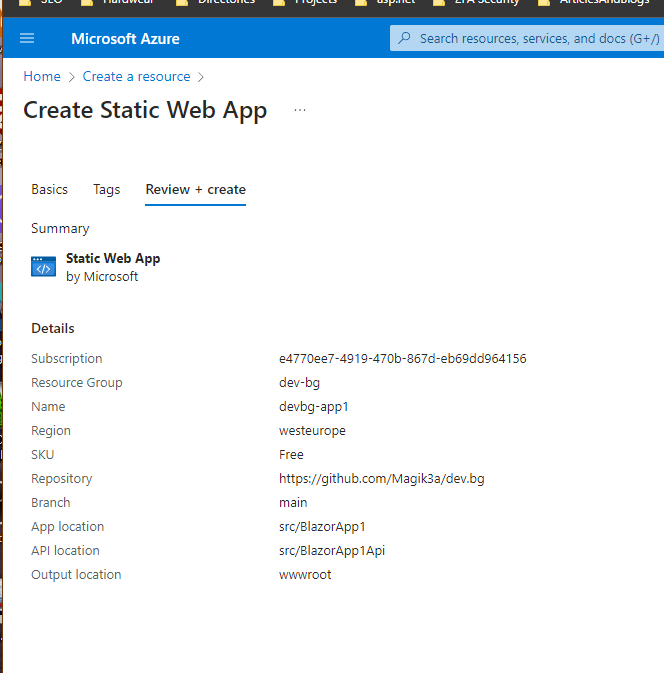 SEO Hardwear Directories Projects asp.net ZFA Security ArticlesAndBlogs
Microsoft Azure
Search resources, services, and docs (G+/)
Home > Create a resource >
Create Static Web App ...
Basics Tags Review + create
Summary
Static Web App
by Microsoft
Details
Subscription e4770ee7-4919-470b-867d-eb69dd964156
Resource Group dev-bg
Name devbg-app1
Region westeurope
SKU Free
Repository https://github.com/Magik3a/dev.bg
Branch main
App location src/BlazorApp1
API location src/BlazorApp1Api
Output location wwwroot